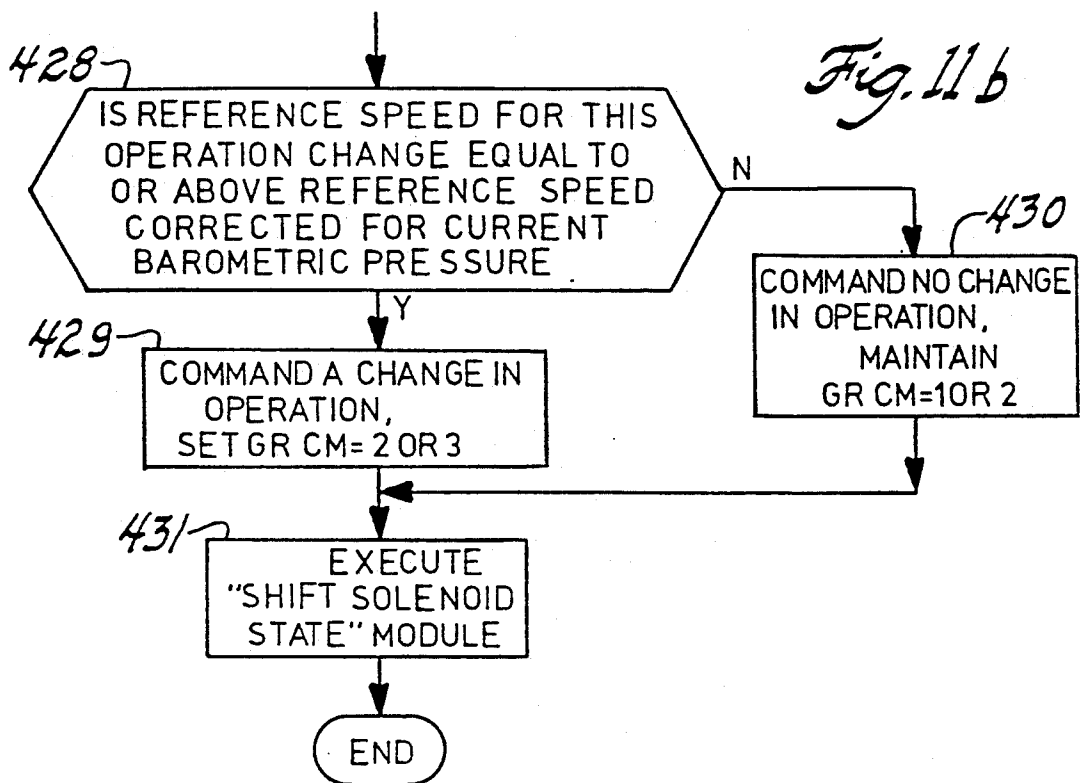 Fig. 11b
428
IS REFERENCE SPEED FOR THIS
OPERATION CHANGE EQUAL TO
OR ABOVE REFERENCE SPEED
CORRECTED FOR CURRENT
BAROMETRIC PRESSURE
N
Y
430
COMMAND NO CHANGE
IN OPERATION,
MAINTAIN
GR CM=1 OR 2
429
COMMAND A CHANGE IN
OPERATION,
SET GR CM= 2 OR 3
431
EXECUTE
"SHIFT SOLENOID
STATE" MODULE
END